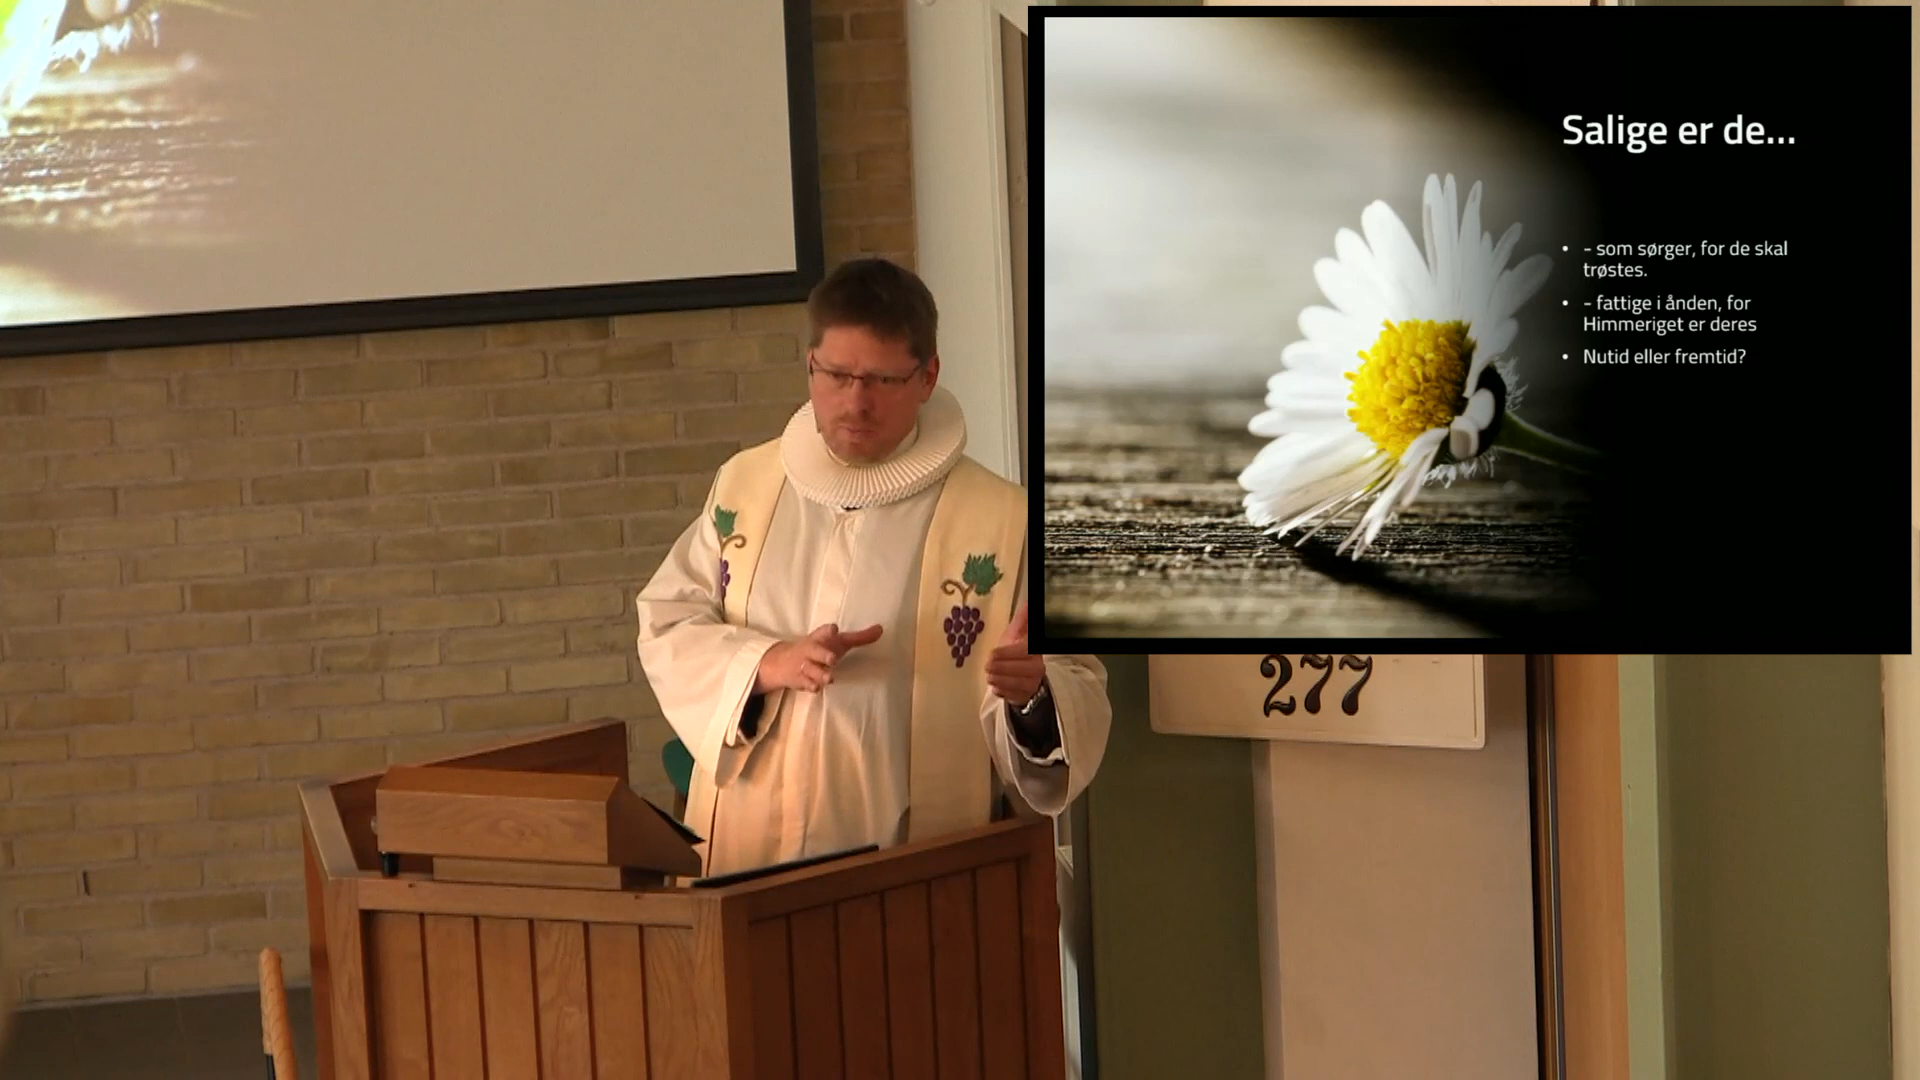 Salige er de...
• - som sørger, for de skal
trøstes.
• - fattige i ånden, for
Himmeriget er deres
• Nutid eller fremtid?
277